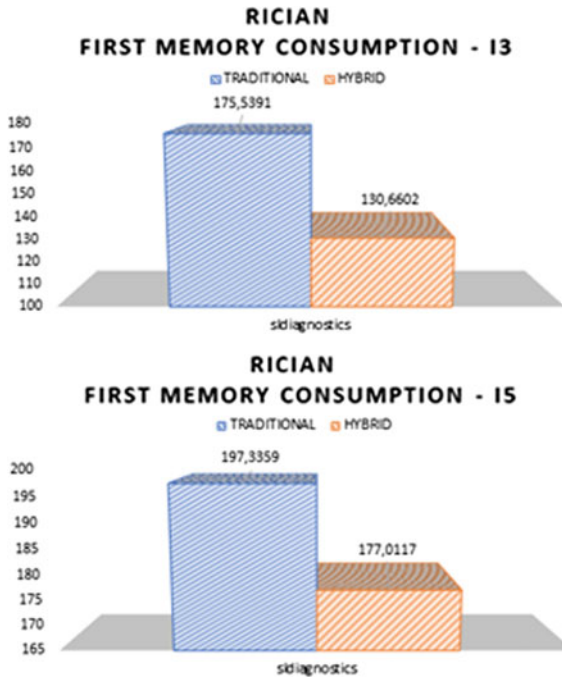 RICIAN
FIRST MEMORY CONSUMPTION - I3
TRADITIONAL HYBRID
175,5391
180
170
160
150
140
130
120
110
100
130,6602
sldiagnostics
RICIAN
FIRST MEMORY CONSUMPTION - I5
TRADITIONAL HYBRID
197,3359
200
195
190
185
180
175
170
165
177,0117
sldiagnostics